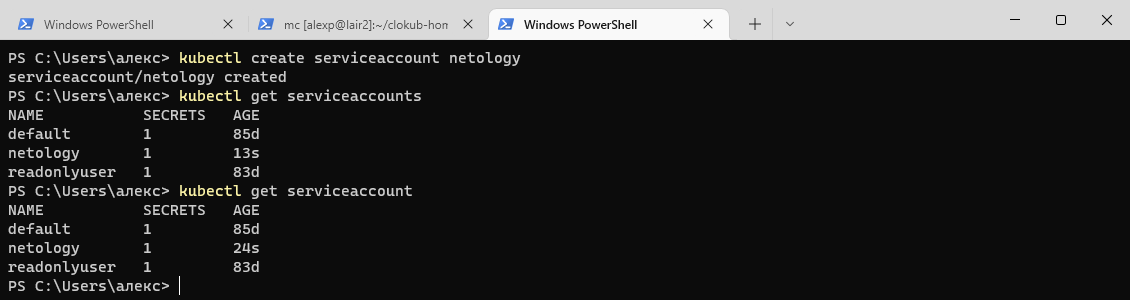 Windows PowerShell
mc [alexp@lair2]:~/clokub-hom
Windows PowerShell
PS C:\Users\алекс> kubectl create serviceaccount netology
serviceaccount/netology created
PS C:\Users\алекс> kubectl get serviceaccounts
NAME           SECRETS   AGE
default        1         85d
netology       1         13s
readonlyuser   1         83d
PS C:\Users\алекс> kubectl get serviceaccount
NAME           SECRETS   AGE
default        1         85d
netology       1         24s
readonlyuser   1         83d
PS C:\Users\алекс>